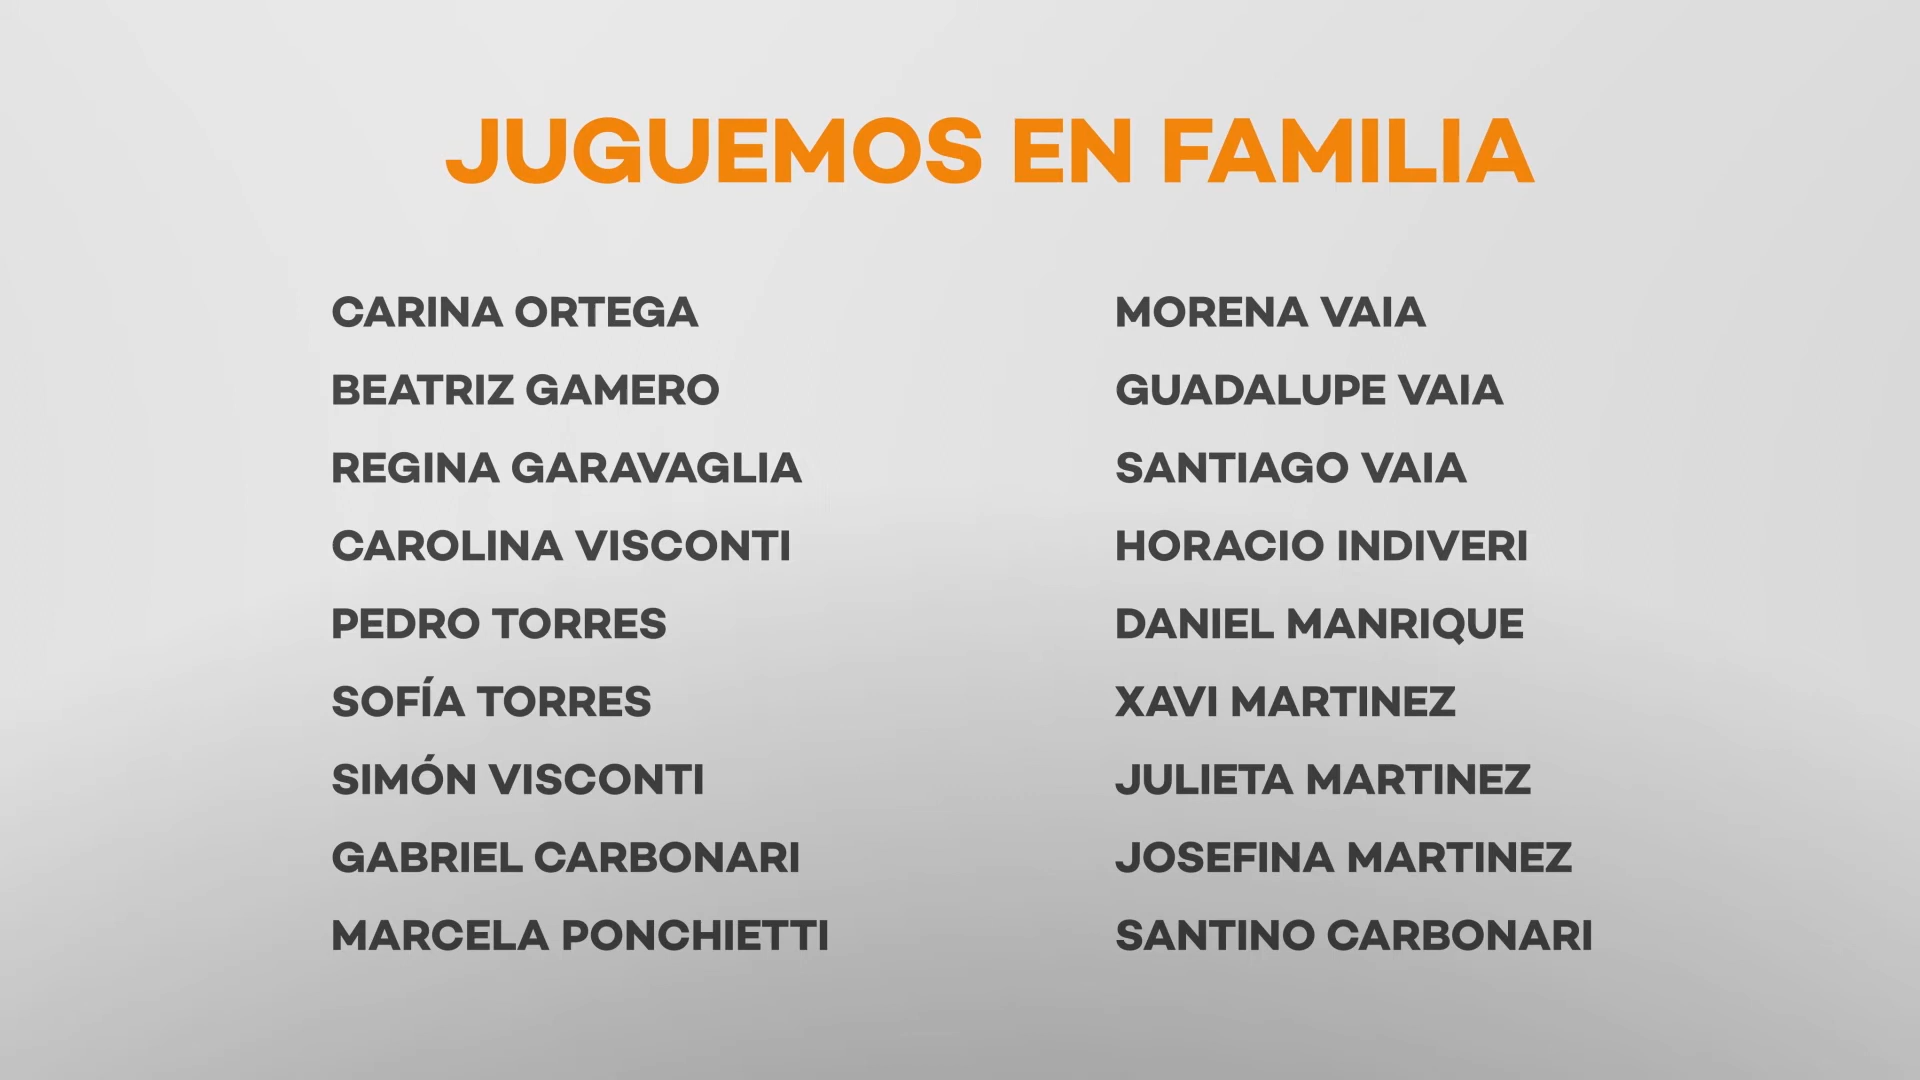 JUGUEMOS EN FAMILIA
CARINA ORTEGA
BEATRIZ GAMERO
REGINA GARAVAGLIA
CAROLINA VISCONTI
PEDRO TORRES
SOFÍA TORRES
SIMÓN VISCONTI
GABRIEL CARBONARI
MARCELA PONCHIETTI
MORENA VAIA
GUADALUPE VAIA
SANTIAGO VAIA
HORACIO INDIVERI
DANIEL MANRIQUE
XAVI MARTINEZ
JULIETA MARTINEZ
JOSEFINA MARTINEZ
SANTINO CARBONARI